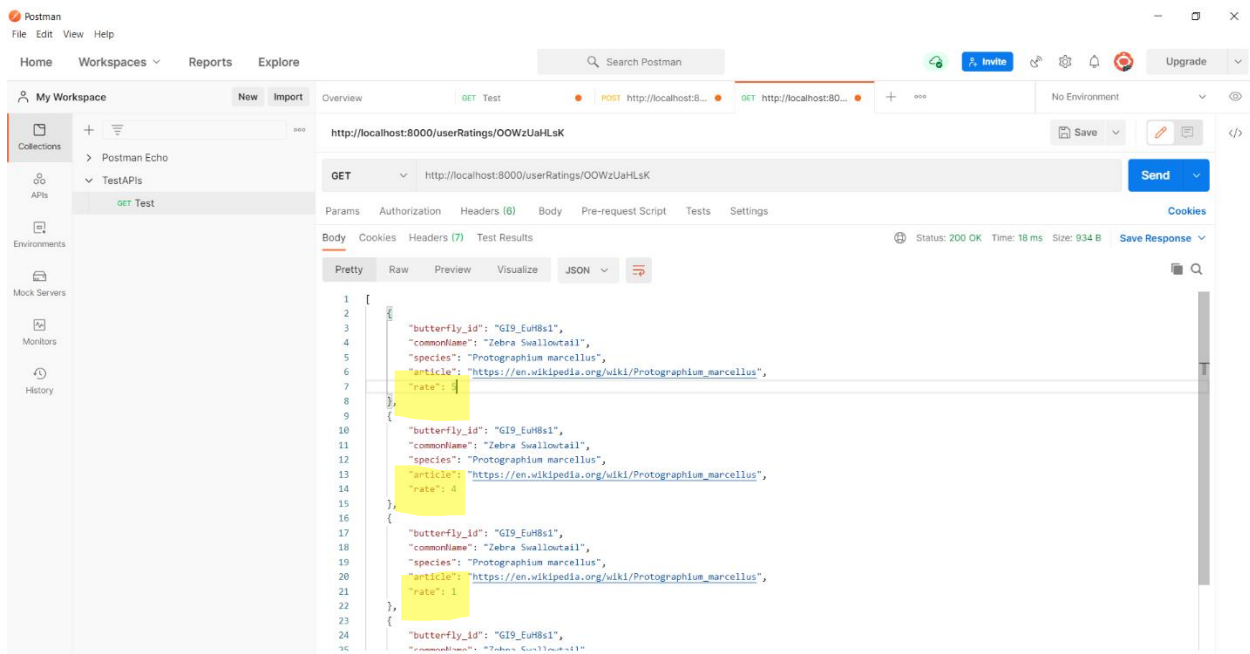 Postman
File Edit View Help
Home Workspaces Reports Explore Search Postman Invite Upgrade
My Workspace New Import Overview GET Test POST http://localhost:8... GET http://localhost:80... No Environment
Collections
APIs
Environments
Mock Servers
Monitors
History
Postman Echo
TestAPIs
GET Test
http://localhost:8000/userRatings/OOWzUaHLsK Save
GET http://localhost:8000/userRatings/OOWzUaHLsK Send
Params Authorization Headers (6) Body Pre-request Script Tests Settings Cookies
Body Cookies Headers (7) Test Results Status: 200 OK Time: 18 ms Size: 934 B Save Response
Pretty Raw Preview Visualize JSON
1 [
2 {
3 "butterfly_id": "GI9_EuH8s1",
4 "commonName": "Zebra Swallowtail",
5 "species": "Protographium marcellus",
6 "article": "https://en.wikipedia.org/wiki/Protographium_marcellus",
7 "rate": 5
8 },
9 {
10 "butterfly_id": "GI9_EuH8s1",
11 "commonName": "Zebra Swallowtail",
12 "species": "Protographium marcellus",
13 "article": "https://en.wikipedia.org/wiki/Protographium_marcellus",
14 "rate": 4
15 },
16 {
17 "butterfly_id": "GI9_EuH8s1",
18 "commonName": "Zebra Swallowtail",
19 "species": "Protographium marcellus",
20 "article": "https://en.wikipedia.org/wiki/Protographium_marcellus",
21 "rate": 1
22 },
23 {
24 "butterfly_id": "GI9_EuH8s1",
25 "commonName": "Zebra Swallowtail",